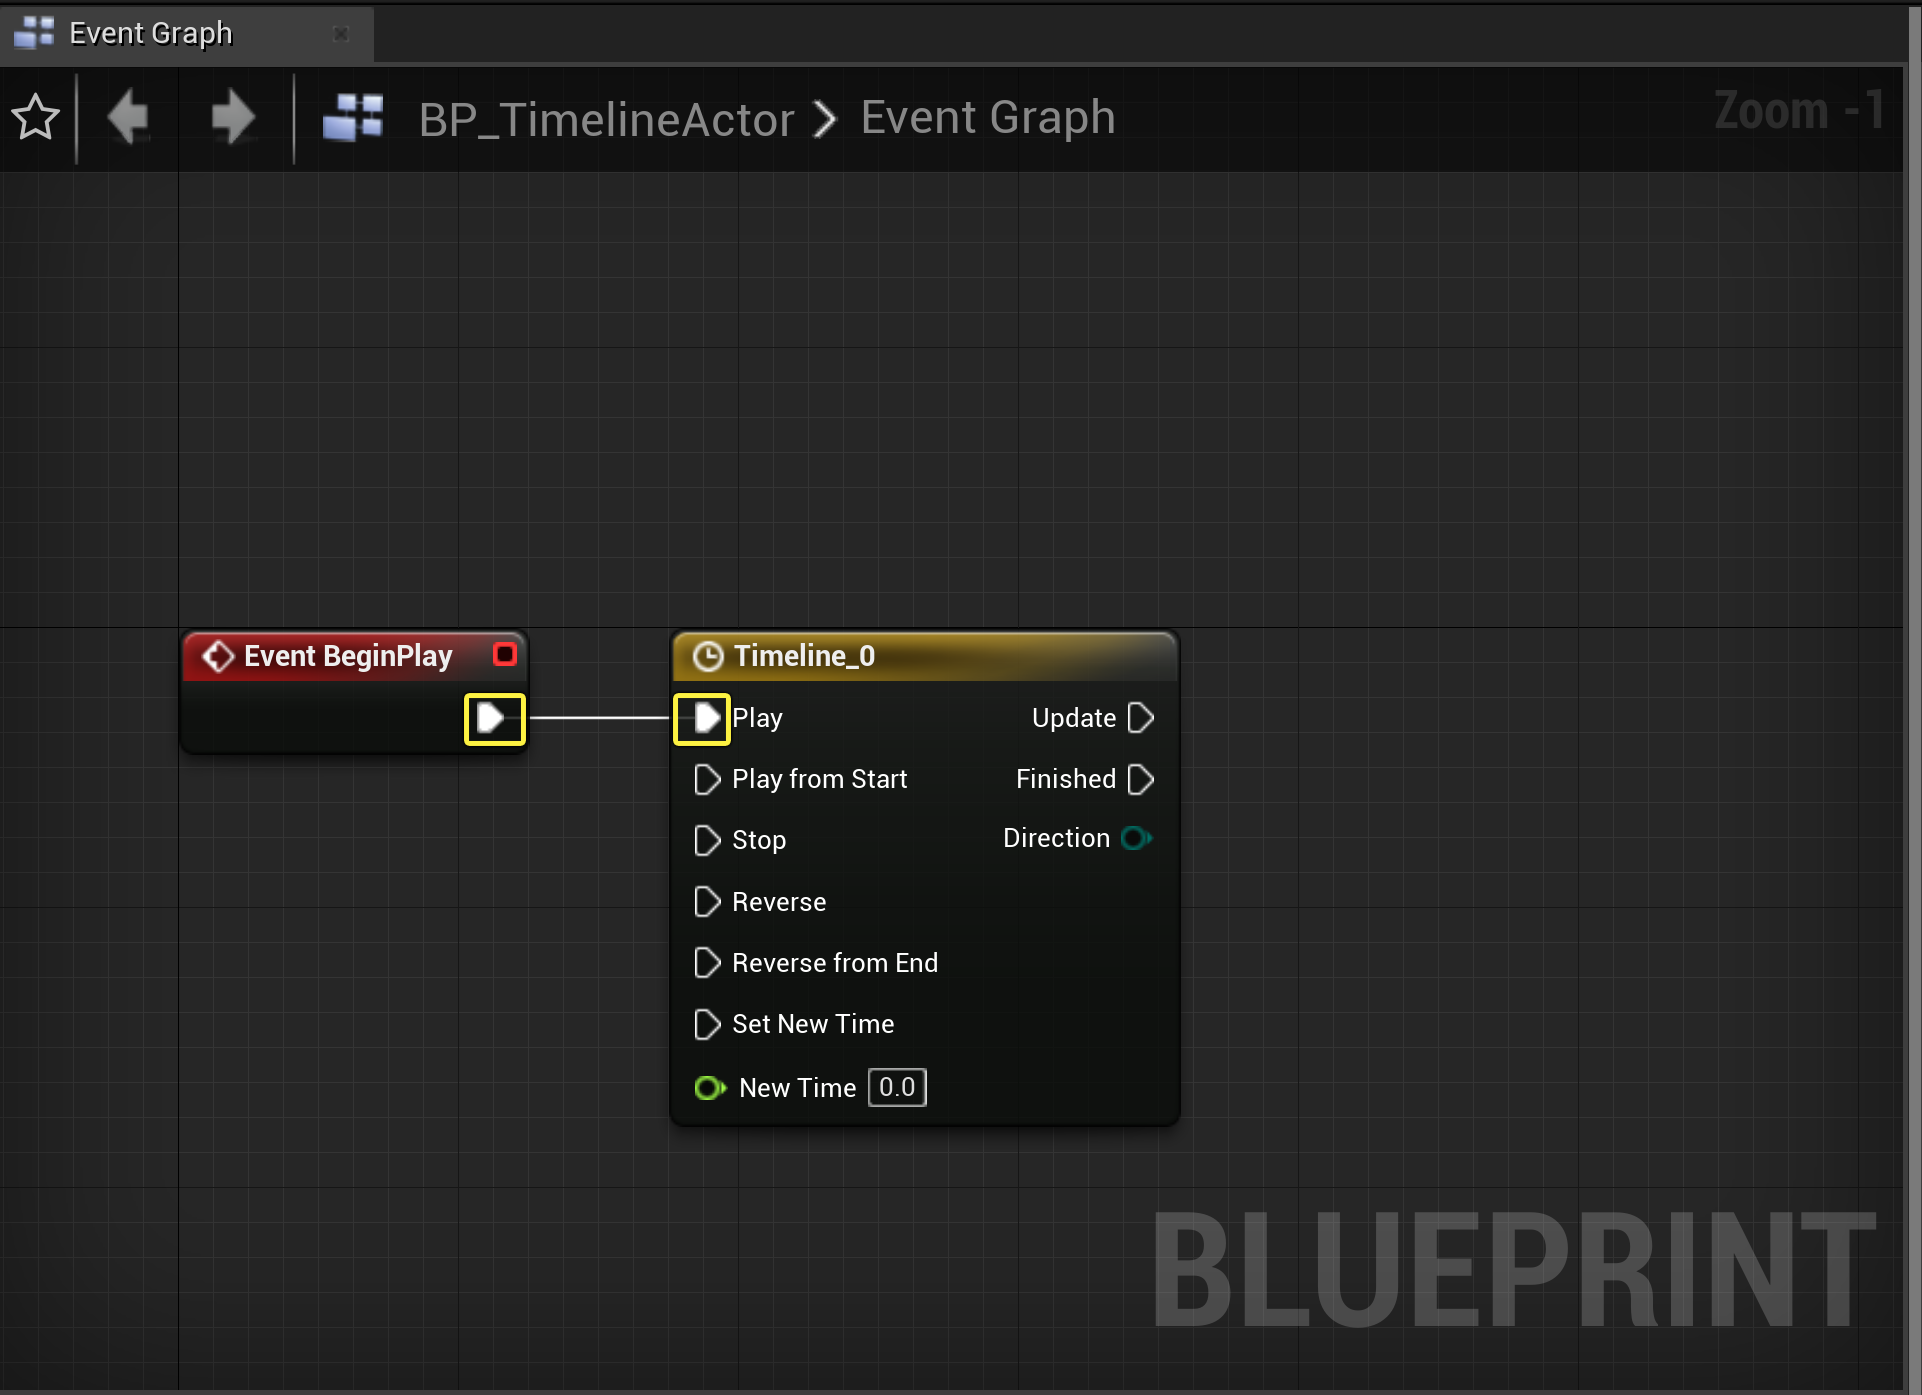 Event Graph
BP_TimelineActor > Event Graph
Zoom -1
Event BeginPlay
Timeline_0
Play
Update
Play from Start
Finished
Stop
Direction
Reverse
Reverse from End
Set New Time
New Time 0.0
BLUEPRINT